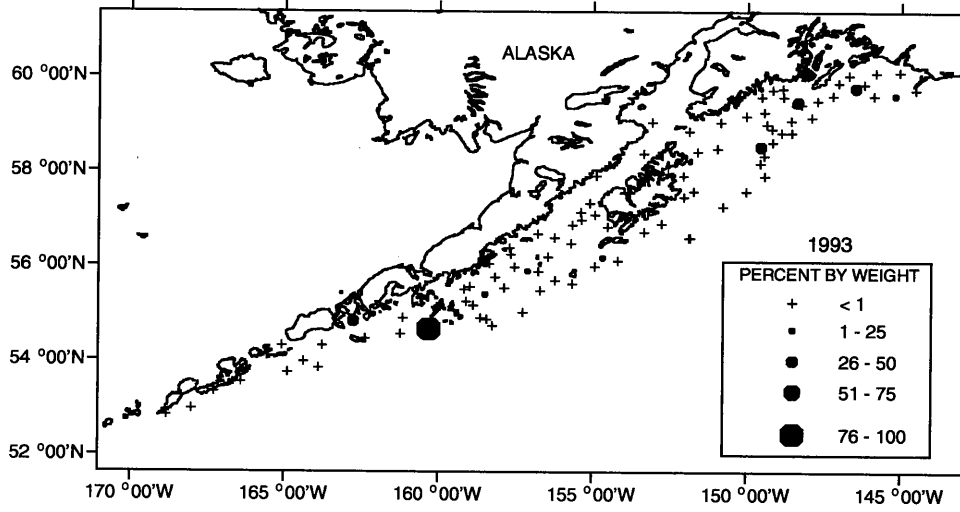 ALASKA
60 °00'N
58 °00'N
56 °00'N
54 °00'N
52 °00'N
1993
PERCENT BY WEIGHT
< 1
1 - 25
26 - 50
51 - 75
76 - 100
170 °00'W
165 °00'W
160 °00'W
155 °00'W
150 °00'W
145 °00'W